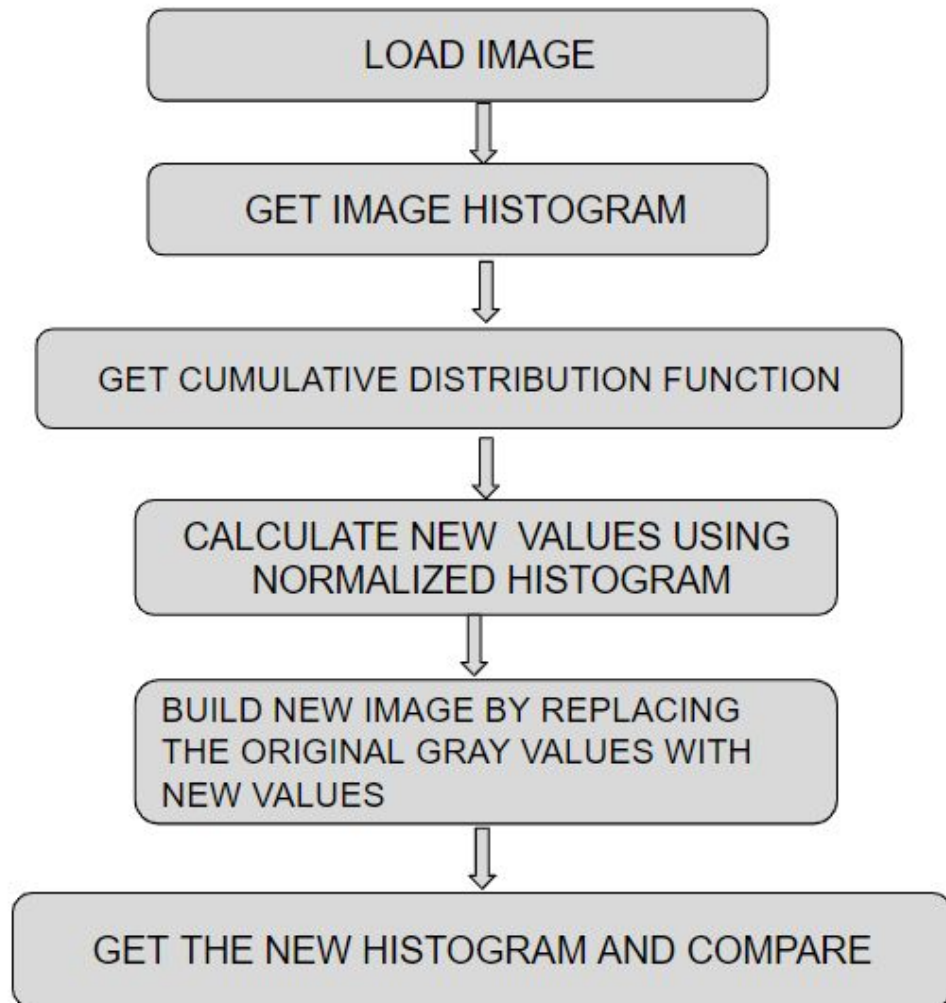 LOAD IMAGE
GET IMAGE HISTOGRAM
GET CUMULATIVE DISTRIBUTION FUNCTION
CALCULATE NEW VALUES USING
NORMALIZED HISTOGRAM
BUILD NEW IMAGE BY REPLACING
THE ORIGINAL GRAY VALUES WITH
NEW VALUES
GET THE NEW HISTOGRAM AND COMPARE